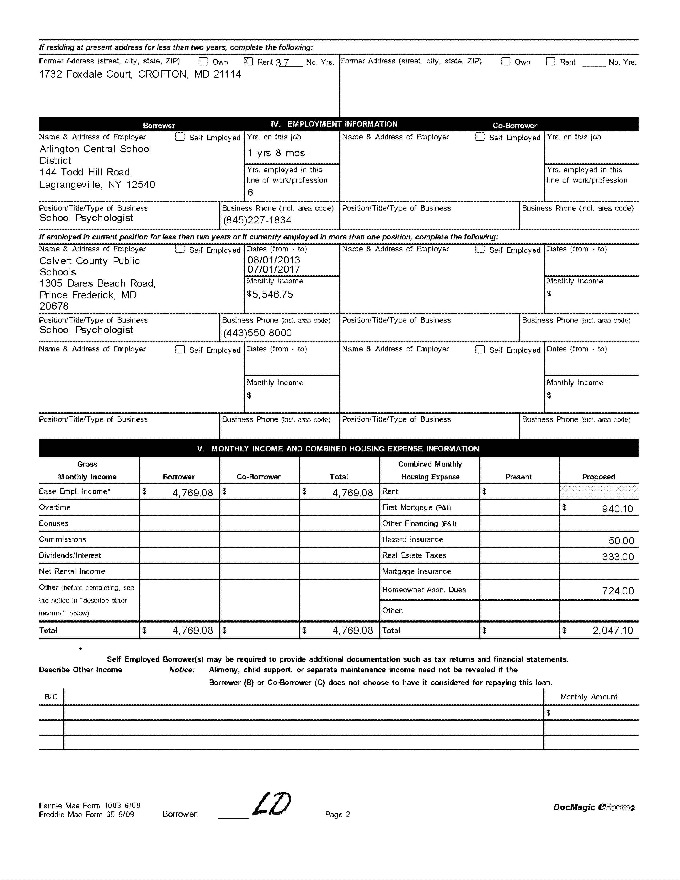 If residing at present address for less than two years, complete the following:
Former Address (street, city, state, ZIP) Own Rent 3.7 No. Yrs. Former Address (street, city, state, ZIP) Own Rent No. Yrs.
1732 Foxdale Court, CROFTON, MD 21114
Borrower IV. EMPLOYMENT INFORMATION Co-Borrower
Name & Address of Employer Self Employed Yrs. on this job Name & Address of Employer Self Employed Yrs. on this job
Arlington Central School
District
144 Todd Hill Road
Lagrangeville, NY 12540
1 yrs 8 mos
Yrs. employed in this line of work/profession Yrs. employed in this line of work/profession
6
Position/Title/Type of Business Business Phone (incl. area code) Position/Title/Type of Business Business Phone (incl. area code)
School Psychologist (845)227-1834
If employed in current position for less than two years or if currently employed in more than one position, complete the following:
Name & Address of Employer Self Employed Dates (from - to) Name & Address of Employer Self Employed Dates (from - to)
Calvert County Public
Schools
1305 Dares Beach Road,
Prince Frederick, MD
20678
08/01/2013
07/01/2017
Monthly Income Monthly Income
$5,546.75 $
Position/Title/Type of Business Business Phone (incl. area code) Position/Title/Type of Business Business Phone (incl. area code)
School Psychologist (443)550-8000
Name & Address of Employer Self Employed Dates (from - to) Name & Address of Employer Self Employed Dates (from - to)
Monthly Income Monthly Income
$ $
Position/Title/Type of Business Business Phone (incl. area code) Position/Title/Type of Business Business Phone (incl. area code)
V. MONTHLY INCOME AND COMBINED HOUSING EXPENSE INFORMATION
Gross Combined Monthly
Monthly Income Borrower Co-Borrower Total Housing Expense Present Proposed
Base Empl. Income* $ 4,769.08 $ $ 4,769.08 Rent $
Overtime First Mortgage (P&I) $ 940.10
Bonuses Other Financing (P&I)
Commissions Hazard Insurance 50.00
Dividends/Interest Real Estate Taxes 333.00
Net Rental Income Mortgage Insurance
Other (before completing, see Homeowner Assn. Dues 724.00
the notice in "describe other
income" below) Other:
Total $ 4,769.08 $ $ 4,769.08 Total $ $ 2,047.10
*
Self Employed Borrower(s) may be required to provide additional documentation such as tax returns and financial statements.
Describe Other Income Notice: Alimony, child support, or separate maintenance income need not be revealed if the
Borrower (B) or Co-Borrower (C) does not choose to have it considered for repaying this loan.
B/C Monthly Amount
$
Fannie Mae Form 1003 6/09
Freddie Mac Form 65 6/09 Borrower LD Page 2 DocMagic